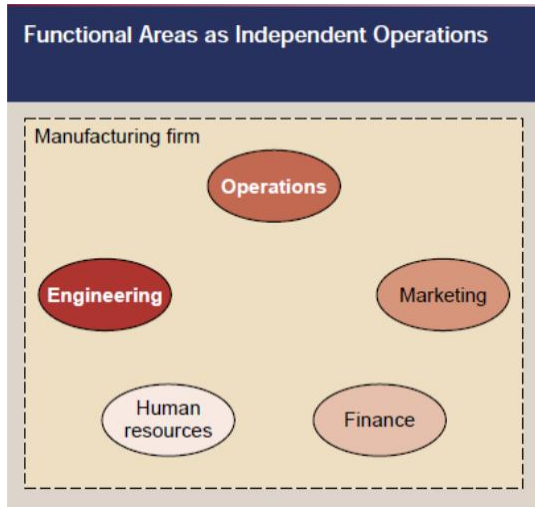 Functional Areas as Independent Operations
Manufacturing firm
Operations
Engineering
Marketing
Human
resources
Finance